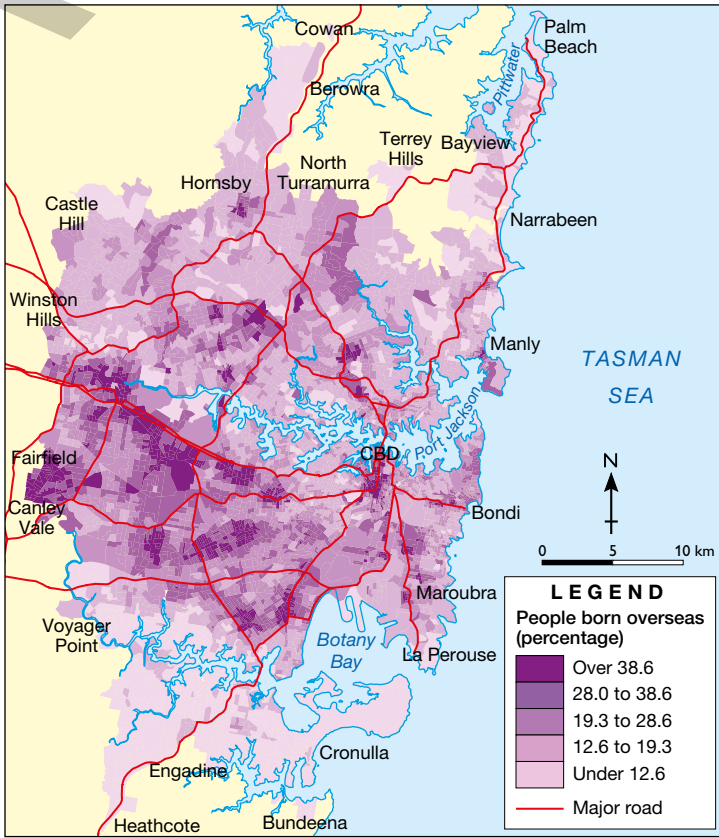 Cowan
Palm
Beach
Berowra
Pittwater
Terrey
Hills
Bayview
North
Turramurra
Hornsby
Castle
Hill
Narrabeen
Winston
Hills
Manly
TASMAN
SEA
Port Jackson
CBD
Fairfield
Canley
Vale
Bondi
N
0 5 10 km
Maroubra
Voyager
Point
Botany
Bay
La Perouse
Cronulla
Engadine
Heathcote
Bundeena
LEGEND
People born overseas
(percentage)
Over 38.6
28.0 to 38.6
19.3 to 28.6
12.6 to 19.3
Under 12.6
Major road